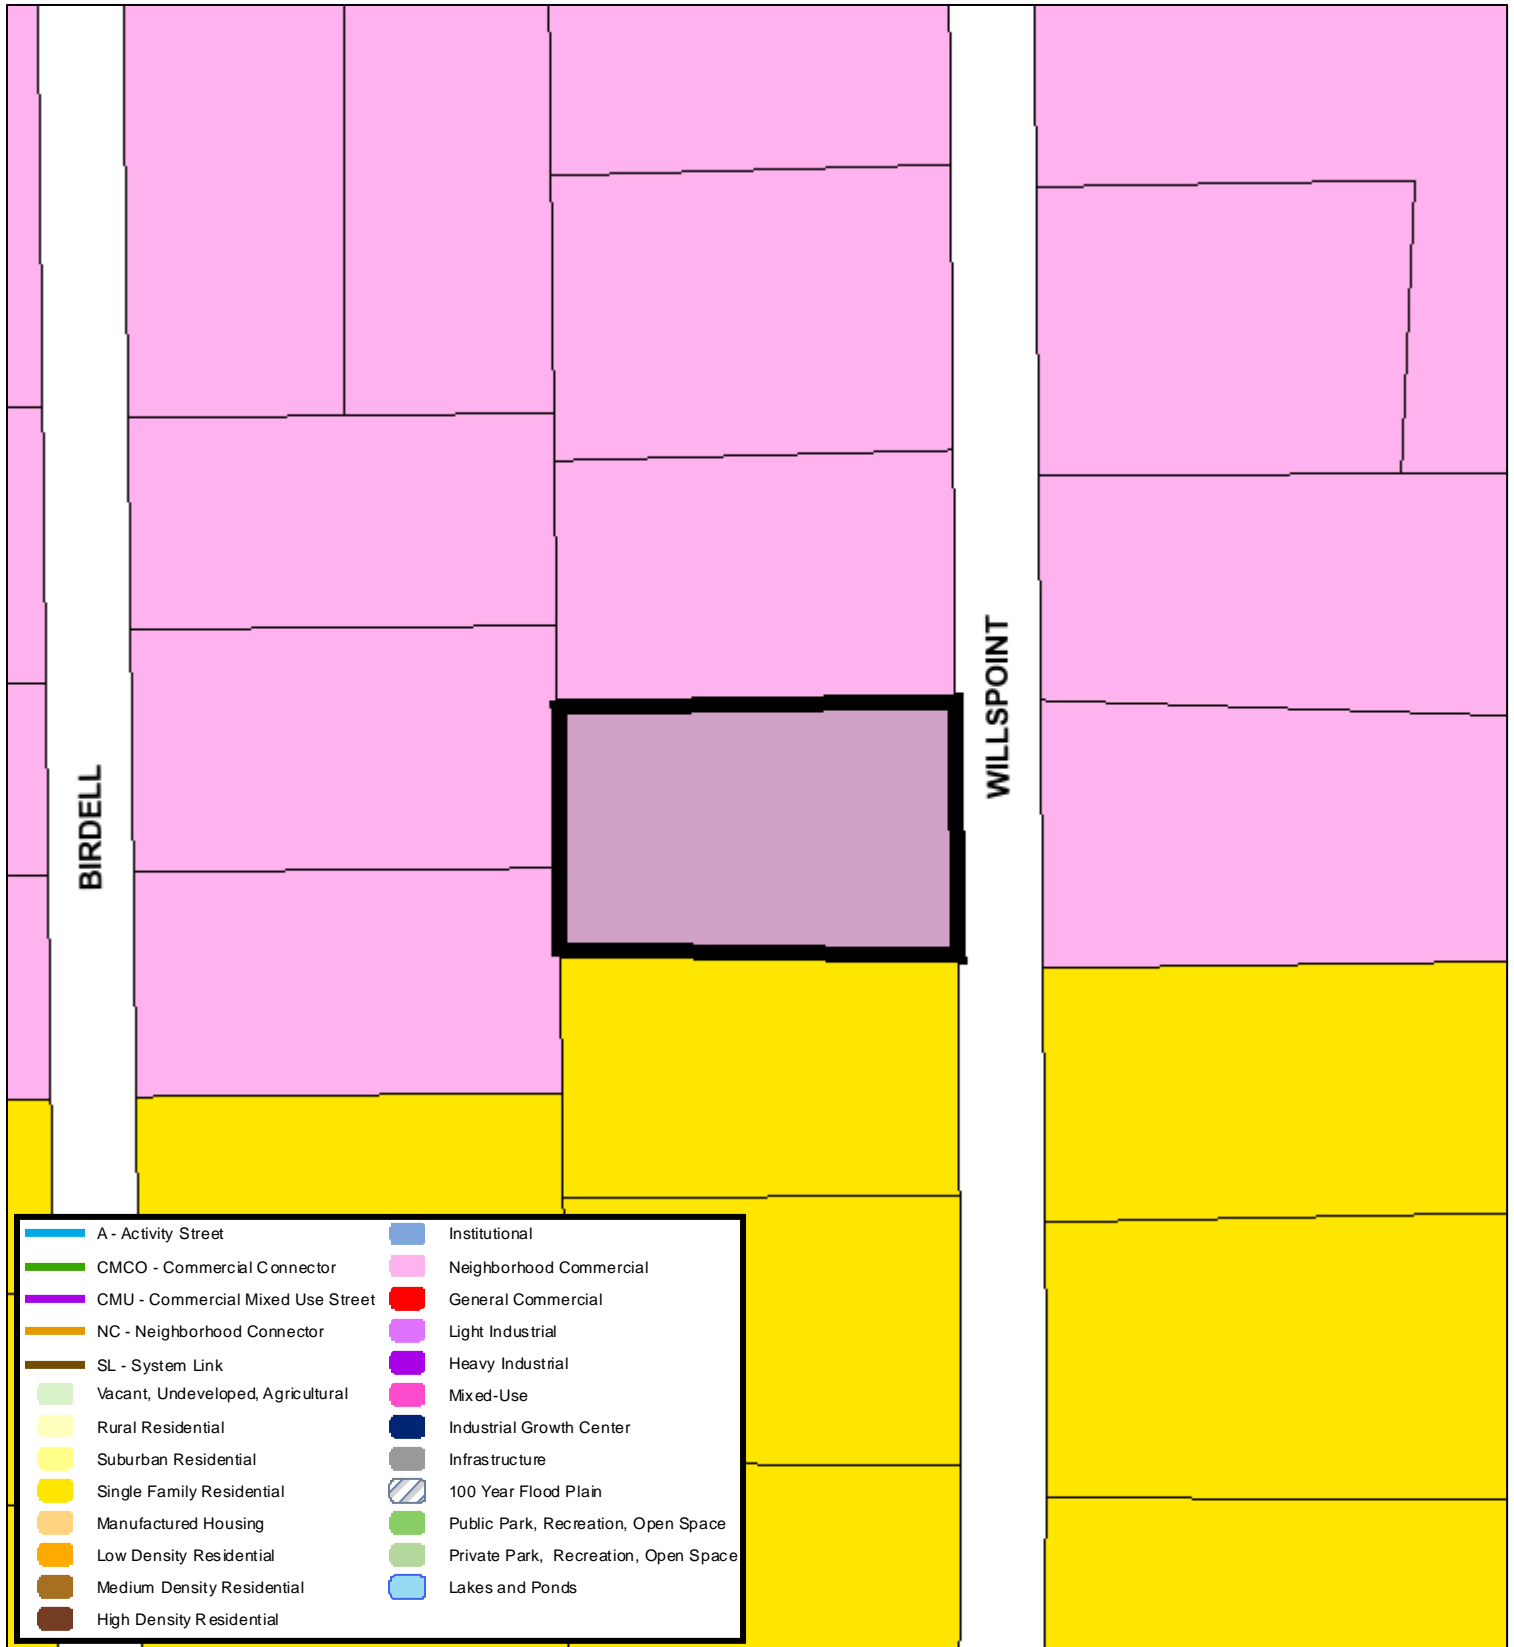 WILLSPOINT
BIRDELL
A - Activity Street
CMCO - Commercial Connector
CMU - Commercial Mixed Use Street
NC - Neighborhood Connector
SL - System Link
Vacant, Undeveloped, Agricultural
Rural Residential
Suburban Residential
Single Family Residential
Manufactured Housing
Low Density Residential
Medium Density Residential
High Density Residential
Institutional
Neighborhood Commercial
General Commercial
Light Industrial
Heavy Industrial
Mixed-Use
Industrial Growth Center
Infrastructure
100 Year Flood Plain
Public Park, Recreation, Open Space
Private Park, Recreation, Open Space
Lakes and Ponds